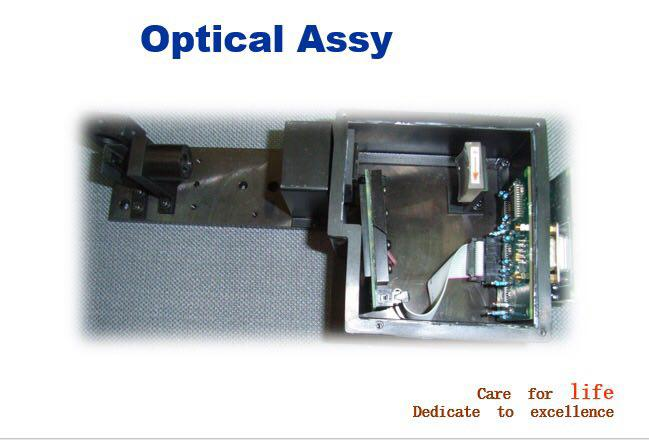 Optical Assy
Care for life
Dedicate to excellence